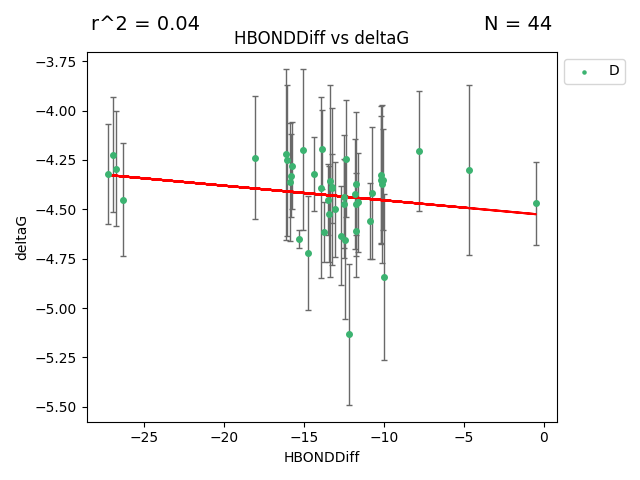 r^2 = 0.04
N = 44
HBONDDiff vs deltaG
D
deltaG
−3.75
−4.00
−4.25
−4.50
−4.75
−5.00
−5.25
−5.50
−25
−20
−15
−10
−5
0
HBONDDiff